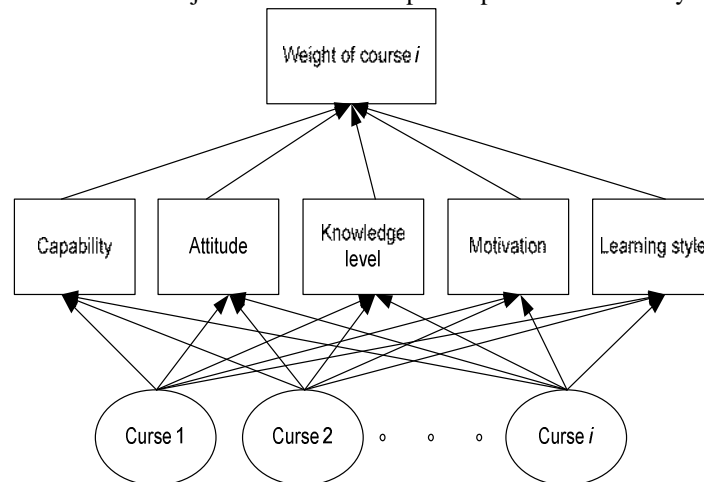 Weight of course i
Capability
Attitude
Knowledge
level
Motivation
Learning style
Curse 1
Curse 2
Curse i